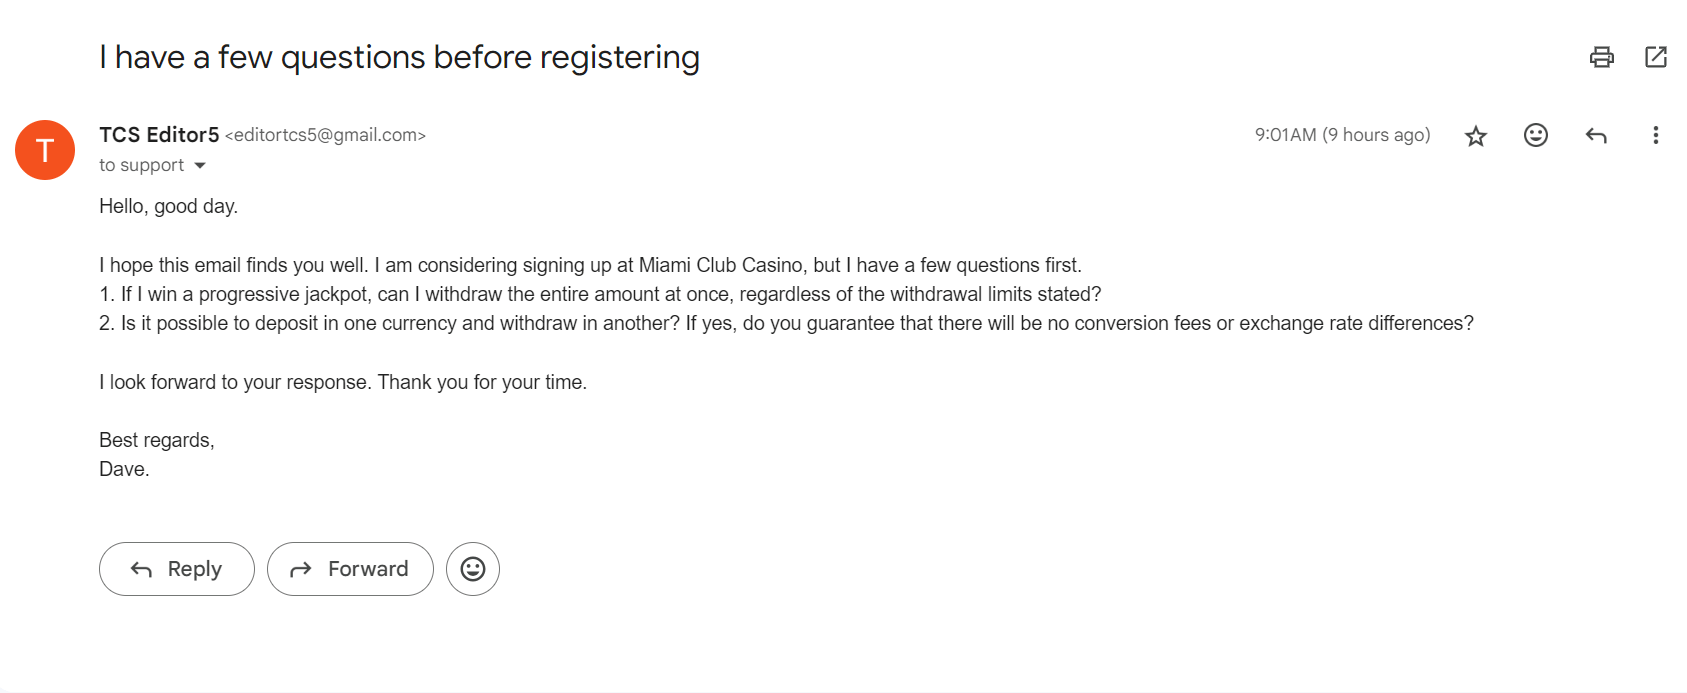 I have a few questions before registering
T
TCS Editor5 <editortcs5@gmail.com>
9:01AM (9 hours ago)
to support
Hello, good day.
I hope this email finds you well. I am considering signing up at Miami Club Casino, but I have a few questions first.
1. If I win a progressive jackpot, can I withdraw the entire amount at once, regardless of the withdrawal limits stated?
2. Is it possible to deposit in one currency and withdraw in another? If yes, do you guarantee that there will be no conversion fees or exchange rate differences?
I look forward to your response. Thank you for your time.
Best regards,
Dave.
Reply
Forward